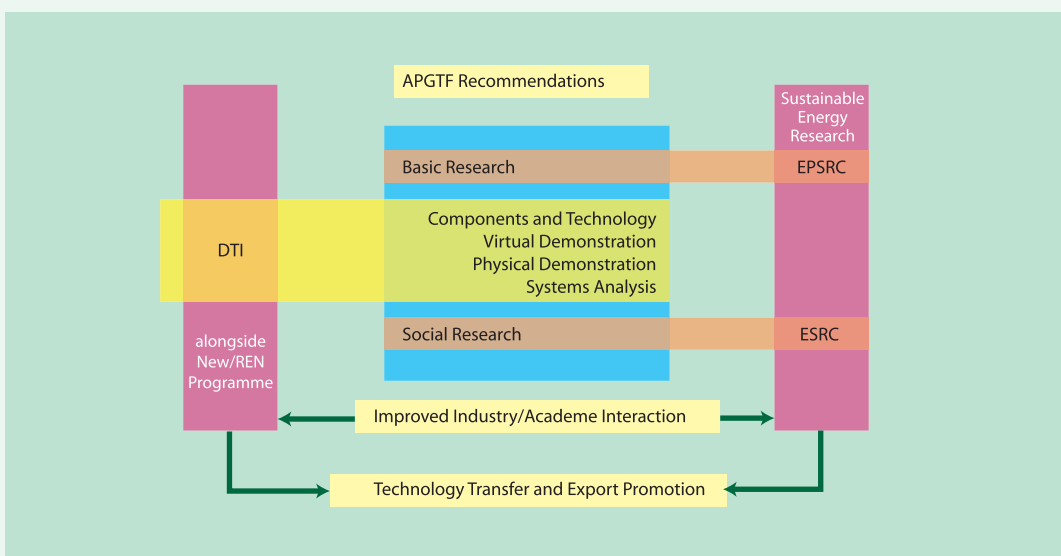 APGTF Recommendations
Sustainable
Energy
Research
Basic Research
EPSRC
Components and Technology
Virtual Demonstration
Physical Demonstration
Systems Analysis
DTI
Social Research
ESRC
alongside
New/REN
Programme
Improved Industry/Academe Interaction
Technology Transfer and Export Promotion